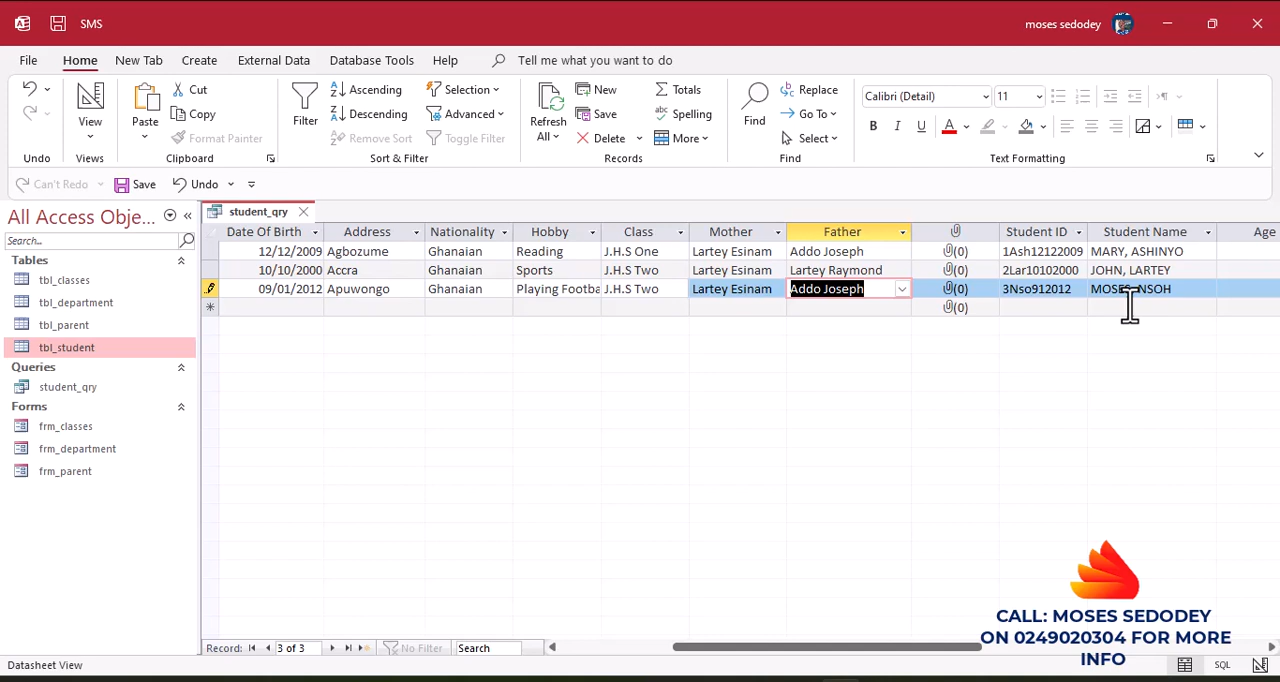 SMS
moses sedodey
File Home New Tab Create External Data Database Tools Help Tell me what you want to do
View
Paste
Cut
Copy
Format Painter
Filter
Ascending
Descending
Remove Sort
Selection
Advanced
Toggle Filter
Refresh
All
New
Save
Delete
Totals
Spelling
More
Find
Replace
Go To
Select
Calibri (Detail) 11
B I U A
Undo Views Clipboard Sort & Filter Records Find Text Formatting
Can't Redo Save Undo
All Access Obje...
Search...
Tables
tbl_classes
tbl_department
tbl_parent
tbl_student
Queries
student_qry
Forms
frm_classes
frm_department
frm_parent
student_qry
Date Of Birth Address Nationality Hobby Class Mother Father Student ID Student Name Age
12/12/2009 Agbozume Ghanaian Reading J.H.S One Lartey Esinam Addo Joseph (0) 1Ash12122009 MARY, ASHINYO
10/10/2000 Accra Ghanaian Sports J.H.S Two Lartey Esinam Lartey Raymond (0) 2Lar10102000 JOHN, LARTEY
09/01/2012 Apuwongo Ghanaian Playing Footba J.H.S Two Lartey Esinam Addo Joseph (0) 3Nso912012 MOSES, NSOH
(0)
CALL: MOSES SEDODEY
ON 0249020304 FOR MORE
INFO
Record: 3 of 3 No Filter Search
Datasheet View SQL